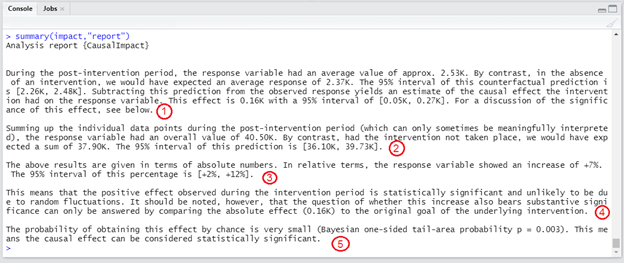 Console Jobs ×
> summary(impact,"report")
Analysis report {CausalImpact}
During the post-intervention period, the response variable had an average value of approx. 2.53K. By contrast, in the absence
of an intervention, we would have expected an average response of 2.37K. The 95% interval of this counterfactual prediction i
s [2.26K, 2.48K]. Subtracting this prediction from the observed response yields an estimate of the causal effect the interven
tion had on the response variable. This effect is 0.16K with a 95% interval of [0.05K, 0.27K]. For a discussion of the signific
ance of this effect, see below. 1
Summing up the individual data points during the post-intervention period (which can only sometimes be meaningfully interprete
d), the response variable had an overall value of 40.50K. By contrast, had the intervention not taken place, we would have exp
ected a sum of 37.90K. The 95% interval of this prediction is [36.10K, 39.73K]. 2
The above results are given in terms of absolute numbers. In relative terms, the response variable showed an increase of +7%.
The 95% interval of this percentage is [+2%, +12%]. 3
This means that the positive effect observed during the intervention period is statistically significant and unlikely to be du
e to random fluctuations. It should be noted, however, that the question of whether this increase also bears substantive signi
ficance can only be answered by comparing the absolute effect (0.16K) to the original goal of the underlying intervention. 4
The probability of obtaining this effect by chance is very small (Bayesian one-sided tail-area probability p = 0.003). This me
ans the causal effect can be considered statistically significant. 5
>